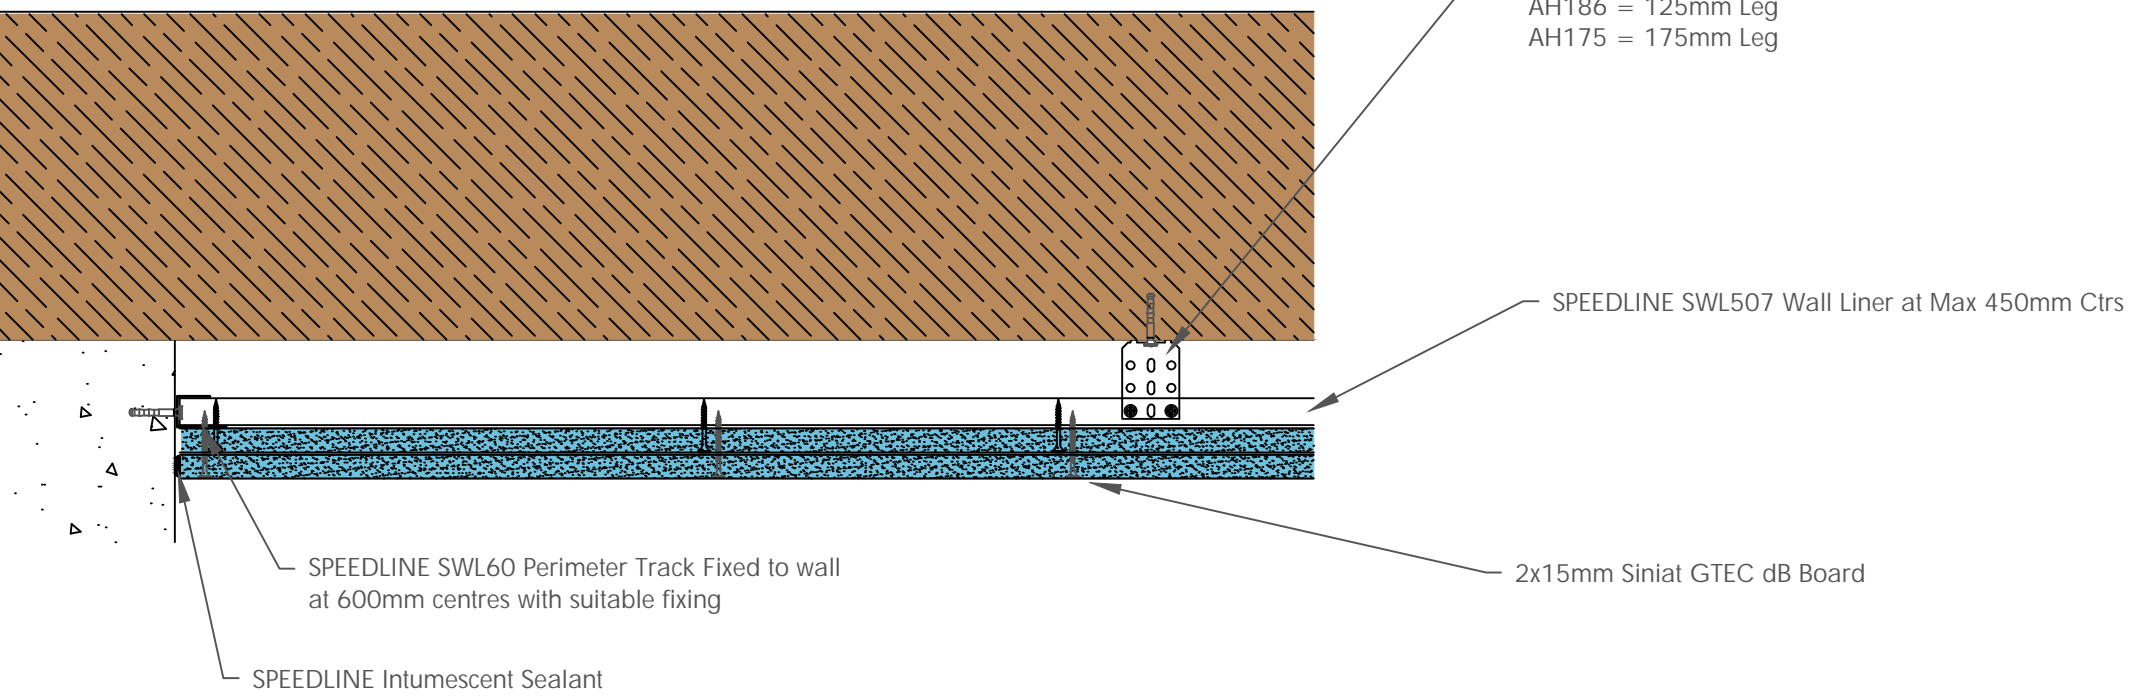 AH186 = 125mm Leg
AH175 = 175mm Leg
SPEEDLINE SWL507 Wall Liner at Max 450mm Ctrs
SPEEDLINE SWL60 Perimeter Track Fixed to wall
at 600mm centres with suitable fixing
2x15mm Siniat GTEC dB Board
SPEEDLINE Intumescent Sealant